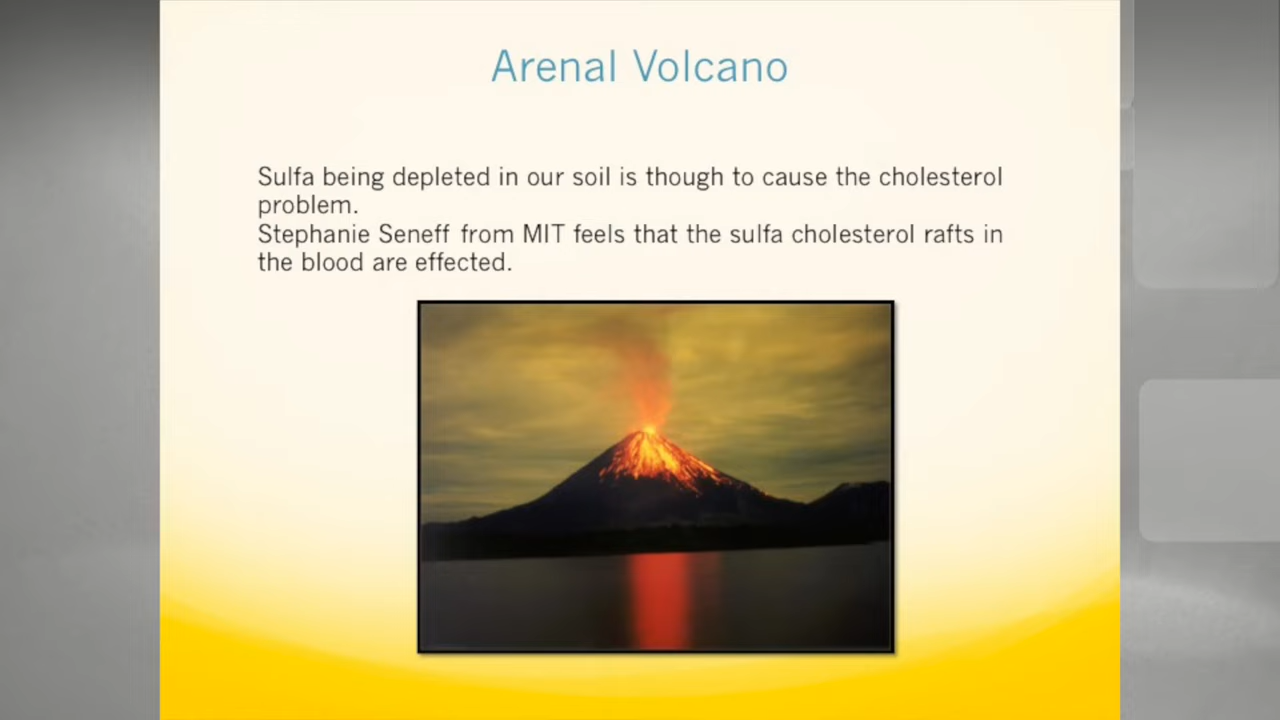 Arenal Volcano
Sulfa being depleted in our soil is though to cause the cholesterol
problem.
Stephanie Seneff from MIT feels that the sulfa cholesterol rafts in
the blood are effected.